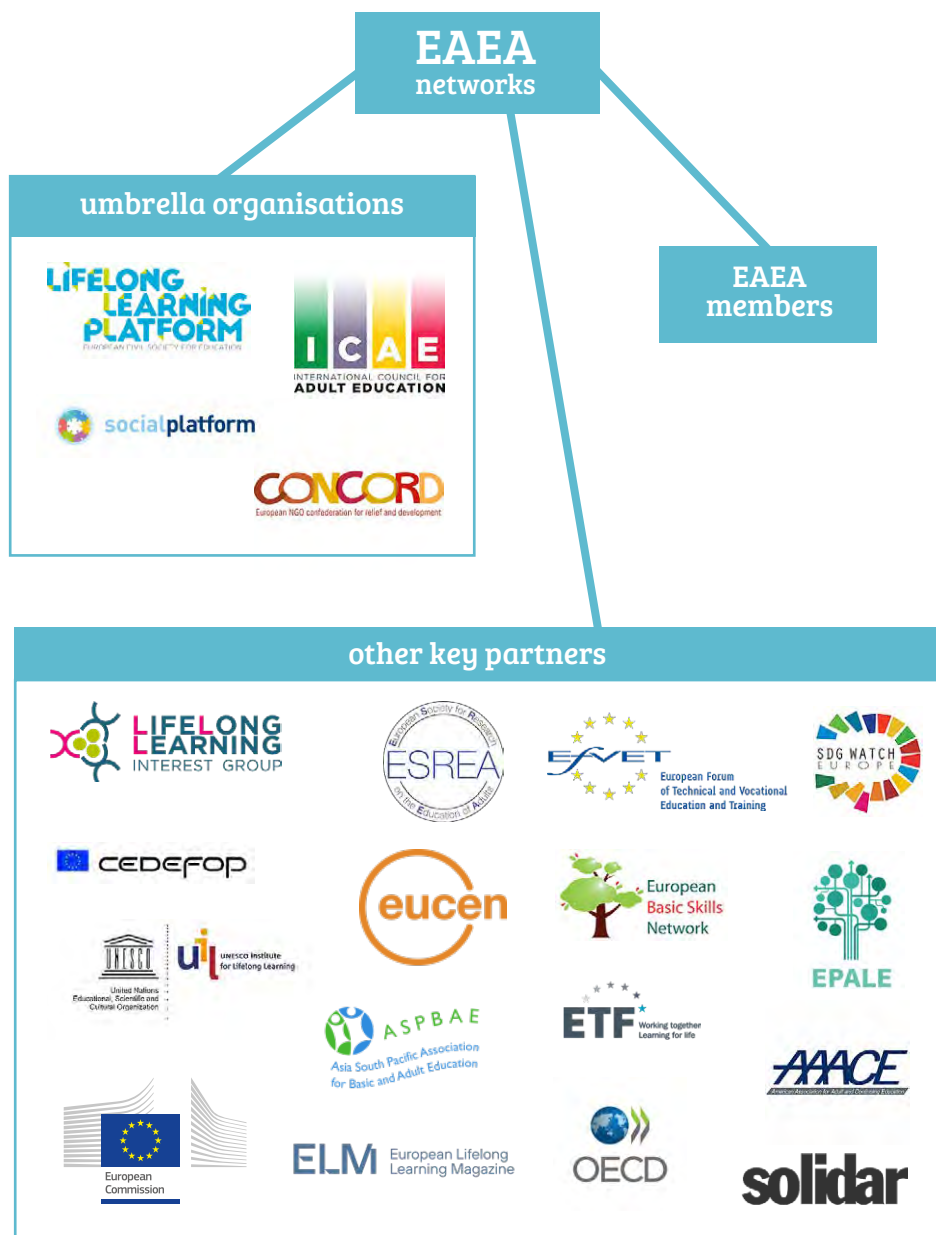 EAEA
networks
umbrella organisations
LIFELONG
LEARNING
PLATFORM
EUROPEAN CIVIL SOCIETY FOR EDUCATION
ICAE
INTERNATIONAL COUNCIL FOR
ADULT EDUCATION
socialplatform
CONCORD
European NGO confederation for relief and development
EAEA
members
other key partners
LIFELONG
LEARNING
INTEREST GROUP
European Society for Research
ESREA
on the Education of Adults
EfVET
European Forum
of Technical and Vocational
Education and Training
SDG WATCH
EUROPE
CEDEFOP
eucen
European
Basic Skills
Network
EPALE
UNESCO
United Nations
Educational, Scientific and
Cultural Organization
uil
UNESCO Institute
for Lifelong Learning
ASPBAE
Asia South Pacific Association
for Basic and Adult Education
ETF
Working together
Learning for life
AAACE
American Association for Adult and Continuing Education
European
Commission
ELM
European Lifelong
Learning Magazine
OECD
solidar